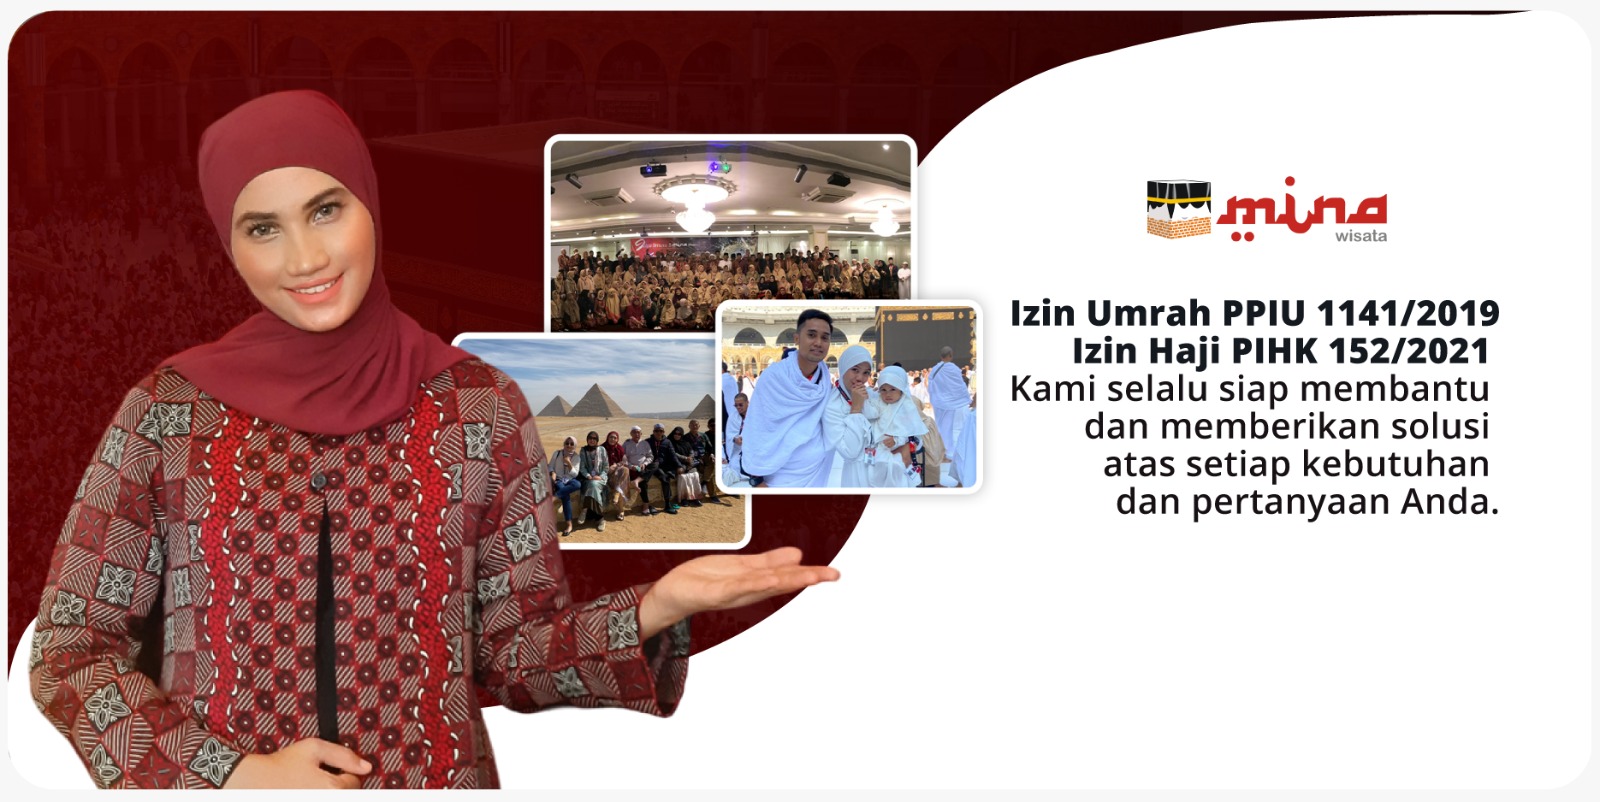 mina
wisata
Izin Umrah PPIU 1141/2019
Izin Haji PIHK 152/2021
Kami selalu siap membantu
dan memberikan solusi
atas setiap kebutuhan
dan pertanyaan Anda.